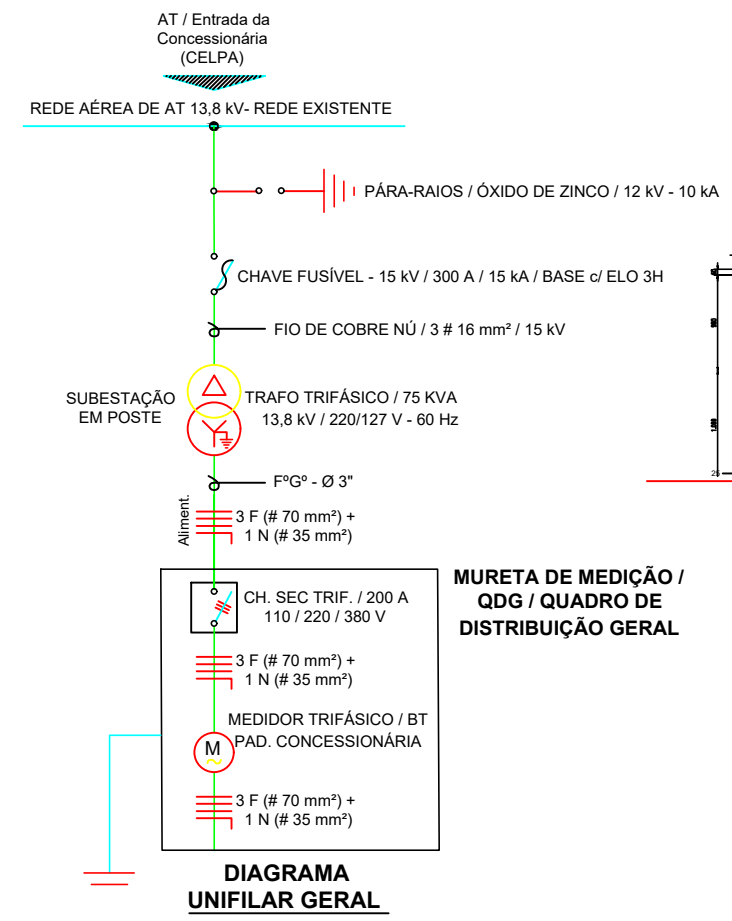 AT / Entrada da
Concessionária
(CELPA)
REDE AÉREA DE AT 13,8 kV- REDE EXISTENTE
PÁRA-RAIOS / ÓXIDO DE ZINCO / 12 kV - 10 kA
CHAVE FUSÍVEL - 15 kV / 300 A / 15 kA / BASE c/ ELO 3H
FIO DE COBRE NÚ / 3 # 16 mm² / 15 kV
SUBESTAÇÃO
EM POSTE
TRAFO TRIFÁSICO / 75 KVA
13,8 kV / 220/127 V - 60 Hz
FºGº - Ø 3"
Aliment.
3 F (# 70 mm²) +
1 N (# 35 mm²)
MURETA DE MEDIÇÃO /
QDG / QUADRO DE
DISTRIBUIÇÃO GERAL
CH. SEC TRIF. / 200 A
110 / 220 / 380 V
3 F (# 70 mm²) +
1 N (# 35 mm²)
MEDIDOR TRIFÁSICO / BT
PAD. CONCESSIONÁRIA
M
3 F (# 70 mm²) +
1 N (# 35 mm²)
DIAGRAMA
UNIFILAR GERAL
25